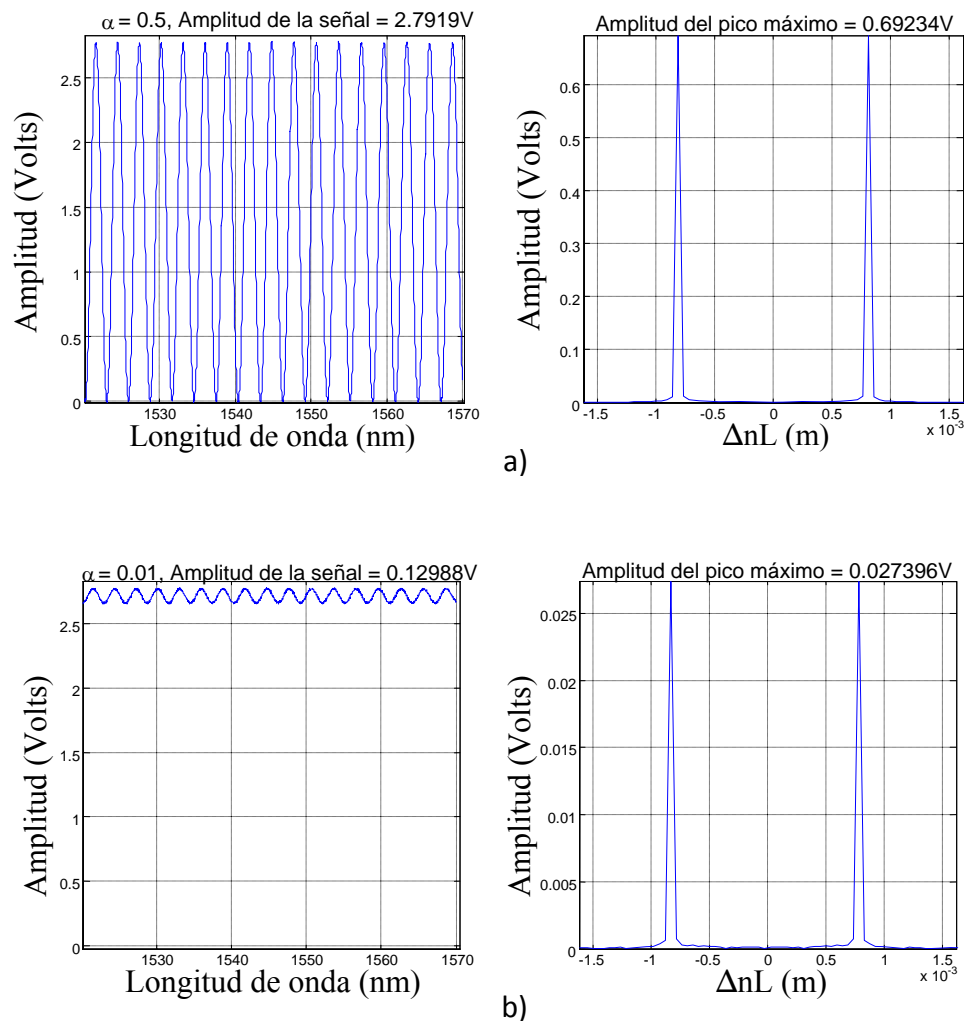 α = 0.5, Amplitud de la señal = 2.7919V
Amplitud (Volts)
2.5
2
1.5
1
0.5
0
1530 1540 1550 1560 1570
Longitud de onda (nm)
Amplitud del pico máximo = 0.69234V
Amplitud (Volts)
0.6
0.5
0.4
0.3
0.2
0.1
0
-1.5 -1 -0.5 0 0.5 1 1.5
x 10⁻³
ΔnL (m)
a)
α = 0.01, Amplitud de la señal = 0.12988V
Amplitud (Volts)
2.5
2
1.5
1
0.5
0
1530 1540 1550 1560 1570
Longitud de onda (nm)
Amplitud del pico máximo = 0.027396V
Amplitud (Volts)
0.025
0.02
0.015
0.01
0.005
0
-1.5 -1 -0.5 0 0.5 1 1.5
x 10⁻³
ΔnL (m)
b)